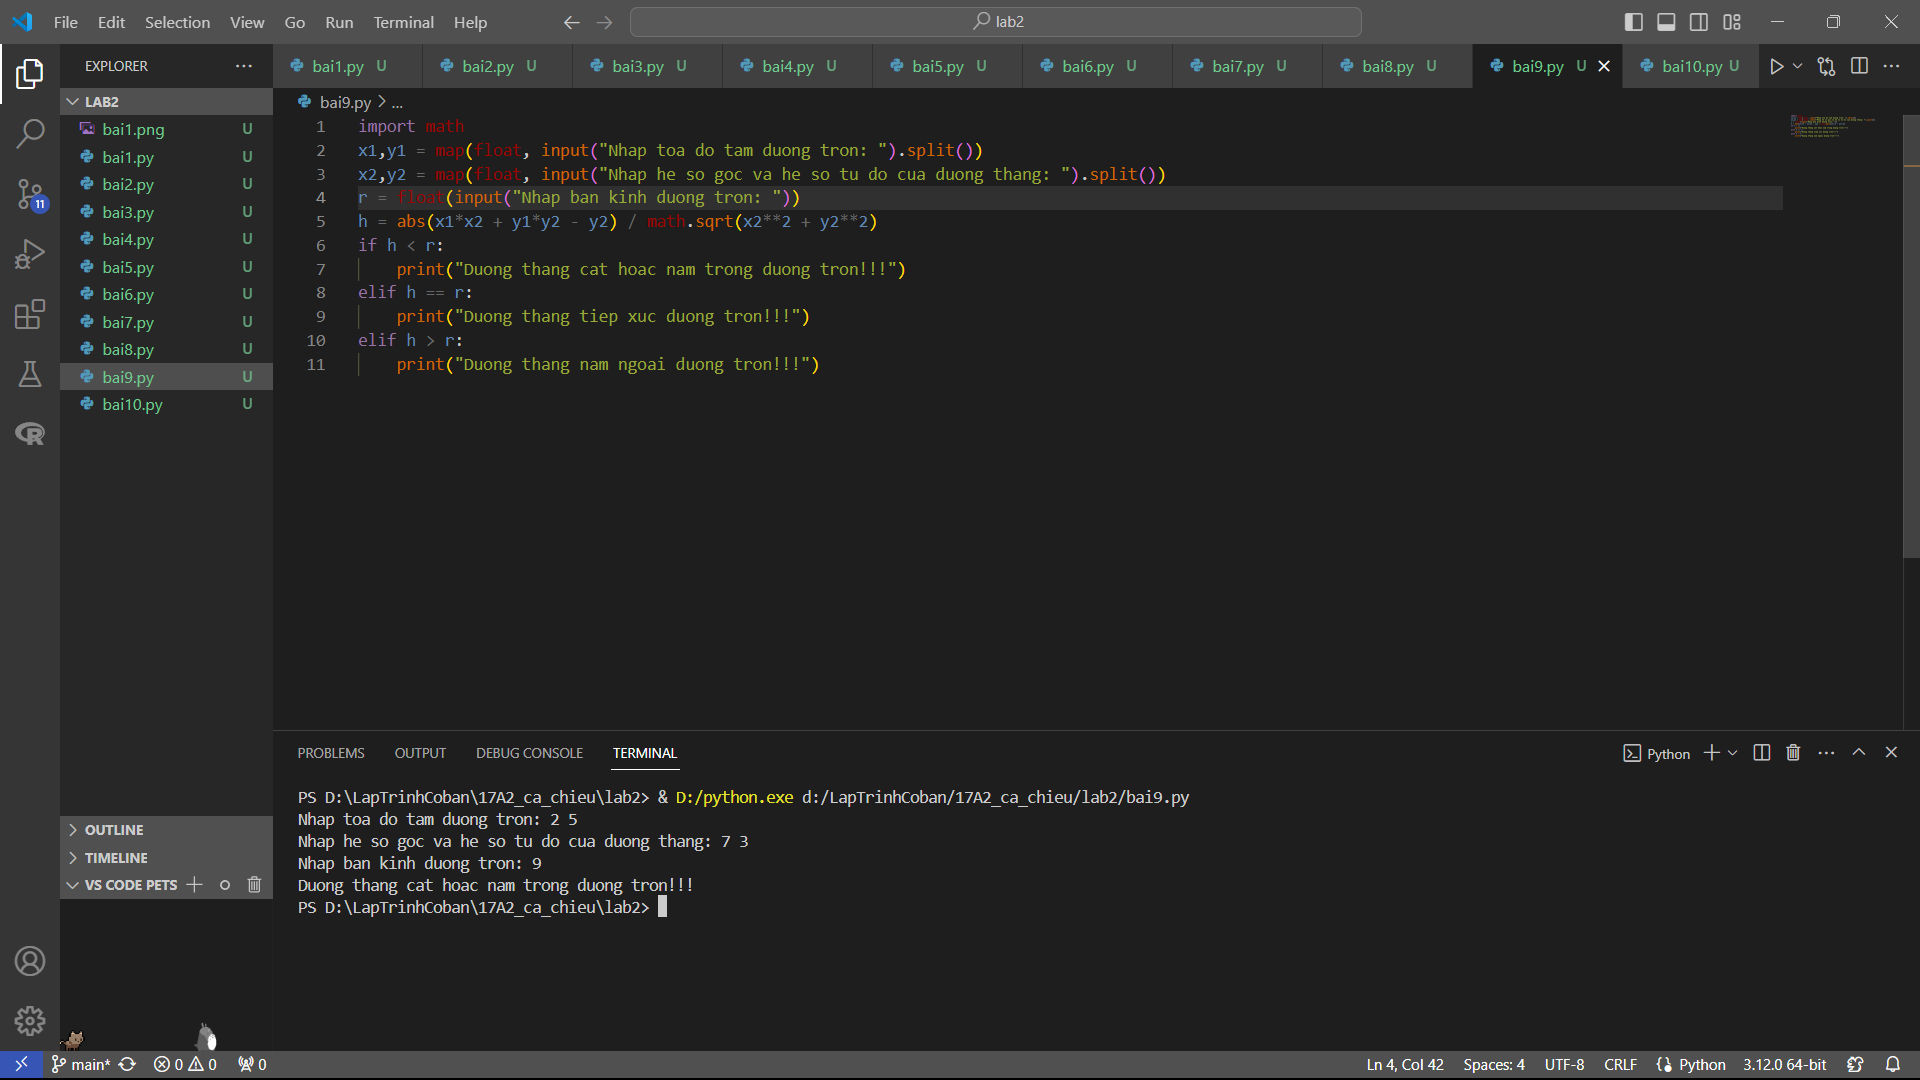 File Edit Selection View Go Run Terminal Help
lab2
EXPLORER
LAB2
bai1.png U
bai1.py U
bai2.py U
bai3.py U
bai4.py U
bai5.py U
bai6.py U
bai7.py U
bai8.py U
bai9.py U
bai10.py U
11
OUTLINE
TIMELINE
VS CODE PETS
bai1.py U bai2.py U bai3.py U bai4.py U bai5.py U bai6.py U bai7.py U bai8.py U bai9.py U bai10.py U
bai9.py > ...
1 import math
2 x1,y1 = map(float, input("Nhap toa do tam duong tron: ").split())
3 x2,y2 = map(float, input("Nhap he so goc va he so tu do cua duong thang: ").split())
4 r = float(input("Nhap ban kinh duong tron: "))
5 h = abs(x1*x2 + y1*y2 - y2) / math.sqrt(x2**2 + y2**2)
6 if h < r:
7     print("Duong thang cat hoac nam trong duong tron!!!")
8 elif h == r:
9     print("Duong thang tiep xuc duong tron!!!")
10 elif h > r:
11     print("Duong thang nam ngoai duong tron!!!")
PROBLEMS OUTPUT DEBUG CONSOLE TERMINAL
Python
PS D:\LapTrinhCoban\17A2_ca_chieu\lab2> & D:/python.exe d:/LapTrinhCoban/17A2_ca_chieu/lab2/bai9.py
Nhap toa do tam duong tron: 2 5
Nhap he so goc va he so tu do cua duong thang: 7 3
Nhap ban kinh duong tron: 9
Duong thang cat hoac nam trong duong tron!!!
PS D:\LapTrinhCoban\17A2_ca_chieu\lab2>
main* 0 0 0 Ln 4, Col 42 Spaces: 4 UTF-8 CRLF Python 3.12.0 64-bit